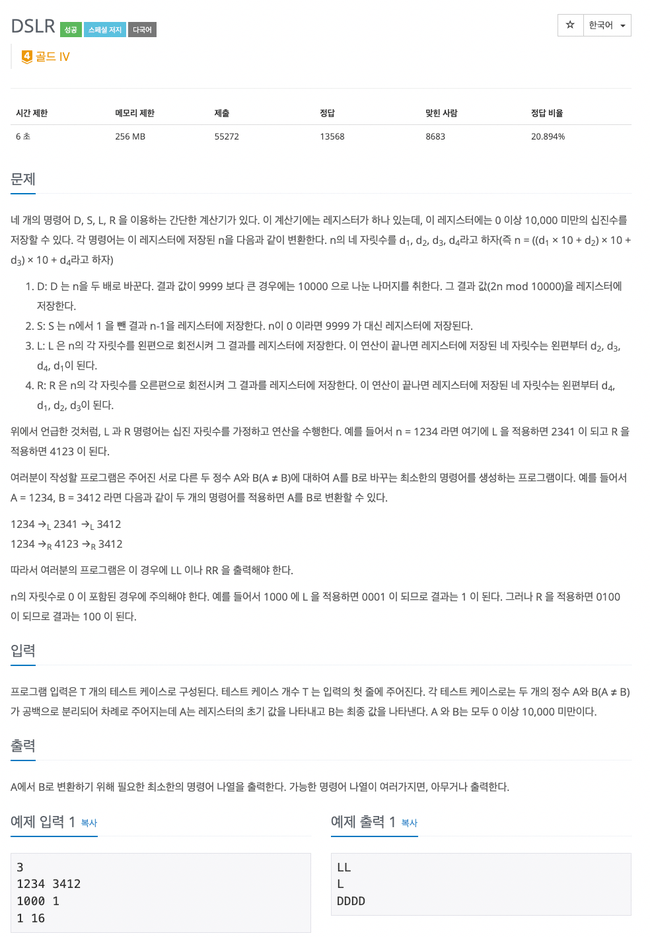 DSLR 성공 스페셜 저지 다국어
☆ 한국어
4 골드 IV
시간 제한 메모리 제한 제출 정답 맞힌 사람 정답 비율
6 초 256 MB 55272 13568 8683 20.894%
문제
네 개의 명령어 D, S, L, R 을 이용하는 간단한 계산기가 있다. 이 계산기에는 레지스터가 하나 있는데, 이 레지스터에는 0 이상 10,000 미만의 십진수를
저장할 수 있다. 각 명령어는 이 레지스터에 저장된 n을 다음과 같이 변환한다. n의 네 자릿수를 d1, d2, d3, d4라고 하자(즉 n = ((d1 × 10 + d2) × 10 +
d3) × 10 + d4라고 하자)
1. D: D 는 n을 두 배로 바꾼다. 결과 값이 9999 보다 큰 경우에는 10000 으로 나눈 나머지를 취한다. 그 결과 값(2n mod 10000)을 레지스터에
저장한다.
2. S: S 는 n에서 1 을 뺀 결과 n-1을 레지스터에 저장한다. n이 0 이라면 9999 가 대신 레지스터에 저장된다.
3. L: L 은 n의 각 자릿수를 왼편으로 회전시켜 그 결과를 레지스터에 저장한다. 이 연산이 끝나면 레지스터에 저장된 네 자릿수는 왼편부터 d2, d3,
d4, d1이 된다.
4. R: R 은 n의 각 자릿수를 오른편으로 회전시켜 그 결과를 레지스터에 저장한다. 이 연산이 끝나면 레지스터에 저장된 네 자릿수는 왼편부터 d4,
d1, d2, d3이 된다.
위에서 언급한 것처럼, L 과 R 명령어는 십진 자릿수를 가정하고 연산을 수행한다. 예를 들어서 n = 1234 라면 여기에 L 을 적용하면 2341 이 되고 R 을
적용하면 4123 이 된다.
여러분이 작성할 프로그램은 주어진 서로 다른 두 정수 A와 B(A ≠ B)에 대하여 A를 B로 바꾸는 최소한의 명령어를 생성하는 프로그램이다. 예를 들어서
A = 1234, B = 3412 라면 다음과 같이 두 개의 명령어를 적용하면 A를 B로 변환할 수 있다.
1234 →L 2341 →L 3412
1234 →R 4123 →R 3412
따라서 여러분의 프로그램은 이 경우에 LL 이나 RR 을 출력해야 한다.
n의 자릿수로 0 이 포함된 경우에 주의해야 한다. 예를 들어서 1000 에 L 을 적용하면 0001 이 되므로 결과는 1 이 된다. 그러나 R 을 적용하면 0100
이 되므로 결과는 100 이 된다.
입력
프로그램 입력은 T 개의 테스트 케이스로 구성된다. 테스트 케이스 개수 T 는 입력의 첫 줄에 주어진다. 각 테스트 케이스로는 두 개의 정수 A와 B(A ≠ B)
가 공백으로 분리되어 차례로 주어지는데 A는 레지스터의 초기 값을 나타내고 B는 최종 값을 나타낸다. A 와 B는 모두 0 이상 10,000 미만이다.
출력
A에서 B로 변환하기 위해 필요한 최소한의 명령어 나열을 출력한다. 가능한 명령어 나열이 여러가지면, 아무거나 출력한다.
예제 입력 1 복사
3
1234 3412
1000 1
1 16
예제 출력 1 복사
LL
L
DDDD